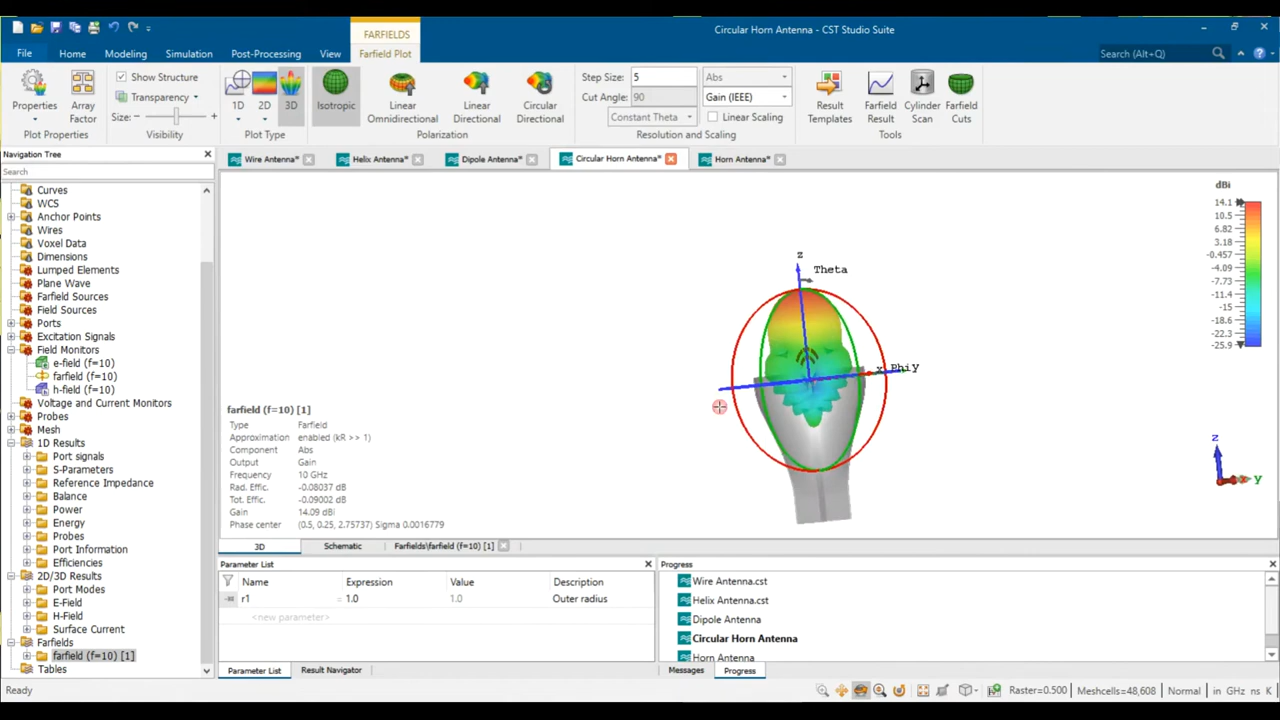 FARFIELDS
Circular Horn Antenna - CST Studio Suite
File Home Modeling Simulation Post-Processing View Farfield Plot Search (Alt+Q)
Properties Array Factor Show Structure
Transparency
Size: - +
1D 2D 3D
Isotropic Linear Omnidirectional Linear Directional Circular Directional
Step Size: 5 Abs
Cut Angle: 90 Gain (IEEE)
Constant Theta Linear Scaling
Result Templates Farfield Result Cylinder Scan Farfield Cuts
Plot Properties Visibility Plot Type Polarization Resolution and Scaling Tools
Navigation Tree
Search
Curves
WCS
Anchor Points
Wires
Voxel Data
Dimensions
Lumped Elements
Plane Wave
Farfield Sources
Field Sources
Ports
Excitation Signals
Field Monitors
e-field (f=10)
farfield (f=10)
h-field (f=10)
Voltage and Current Monitors
Probes
Mesh
1D Results
Port signals
S-Parameters
Reference Impedance
Balance
Power
Energy
Probes
Port Information
Efficiencies
2D/3D Results
Port Modes
E-Field
H-Field
Surface Current
Farfields
farfield (f=10) [1]
Tables
Wire Antenna* Helix Antenna* Dipole Antenna* Circular Horn Antenna* Horn Antenna*
dBi
14.1
10.5
6.82
3.18
-0.457
-4.09
-7.73
-11.4
-15
-18.6
-22.3
-25.9
z
Theta
x Phi y
z
y
farfield (f=10) [1]
Type Farfield
Approximation enabled (kR >> 1)
Component Abs
Output Gain
Frequency 10 GHz
Rad. Effic. -0.08037 dB
Tot. Effic. -0.09002 dB
Gain 14.09 dBi
Phase center (0.5, 0.25, 2.75737) Sigma 0.0016779
3D Schematic Farfields\farfield (f=10) [1]
Parameter List
Name Expression Value Description
r1 = 1.0 1.0 Outer radius
<new parameter>
Parameter List Result Navigator
Progress
Wire Antenna.cst
Helix Antenna.cst
Dipole Antenna
Circular Horn Antenna
Horn Antenna
Messages Progress
Ready Raster=0.500 Meshcells=48,608 Normal in GHz ns K